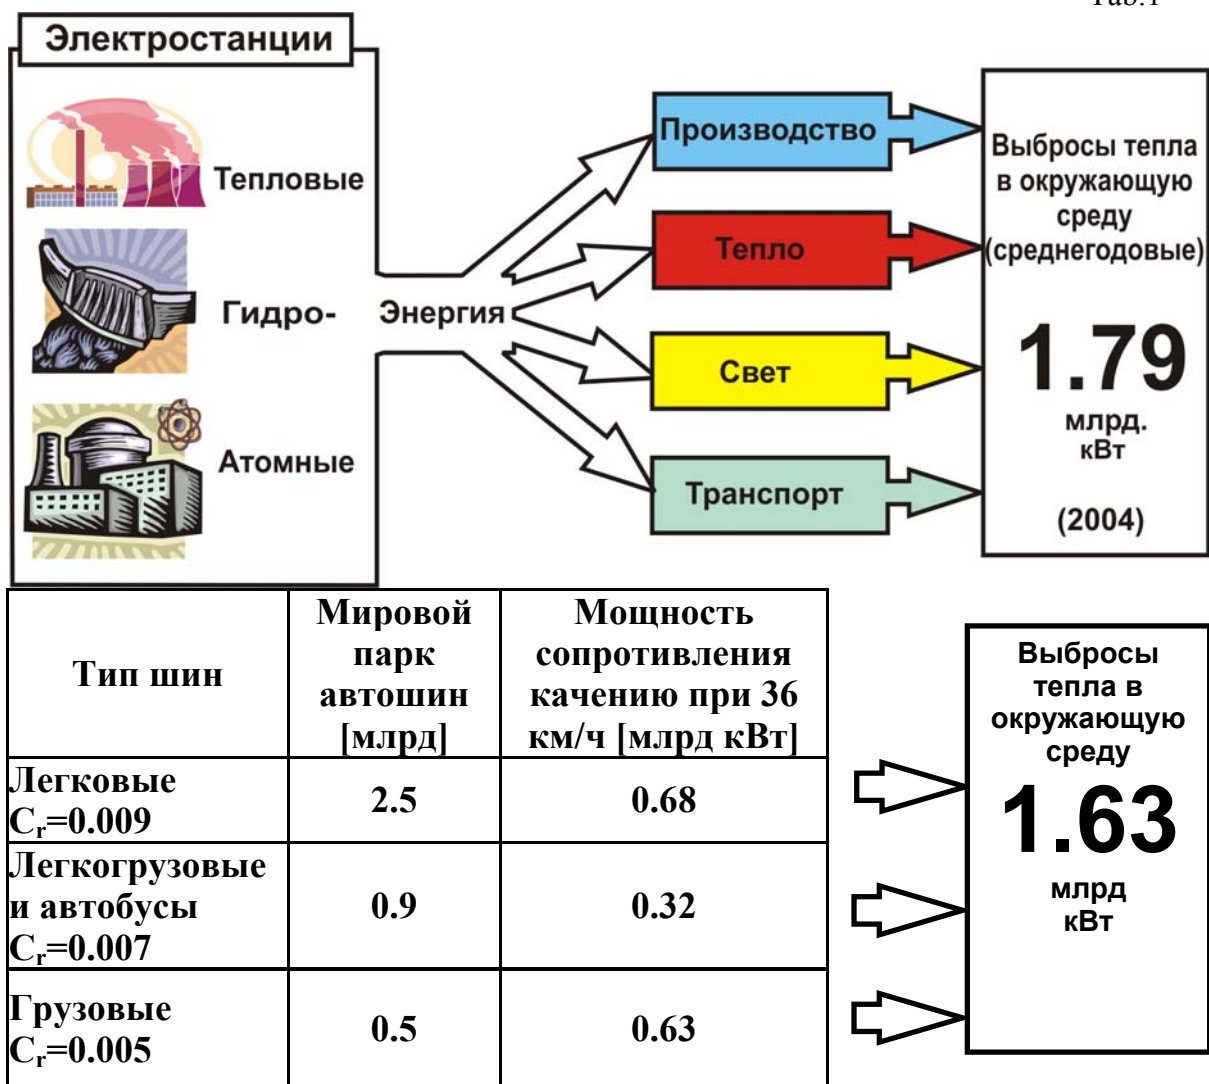 Tab.1
Электростанции
Тепловые
Гидро-
Атомные
Энергия
Производство
Тепло
Свет
Транспорт
Выбросы тепла
в окружающую
среду
(среднегодовые)
1.79
млрд.
кВт
(2004)
Тип шин
Мировой
парк
автошин
[млрд]
Мощность
сопротивления
качению при 36
км/ч [млрд кВт]
Легковые
Cr=0.009
2.5
0.68
Легкогрузовые
и автобусы
Cr=0.007
0.9
0.32
Грузовые
Cr=0.005
0.5
0.63
Выбросы
тепла в
окружающую
среду
1.63
млрд
кВт